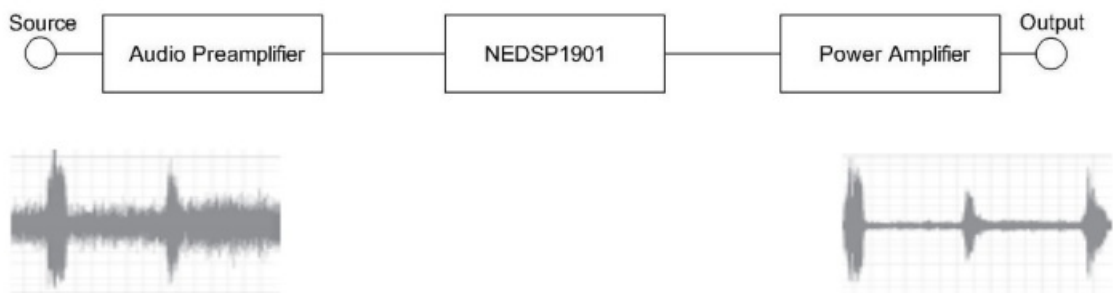 Source
Audio Preamplifier
NEDSP1901
Power Amplifier
Output